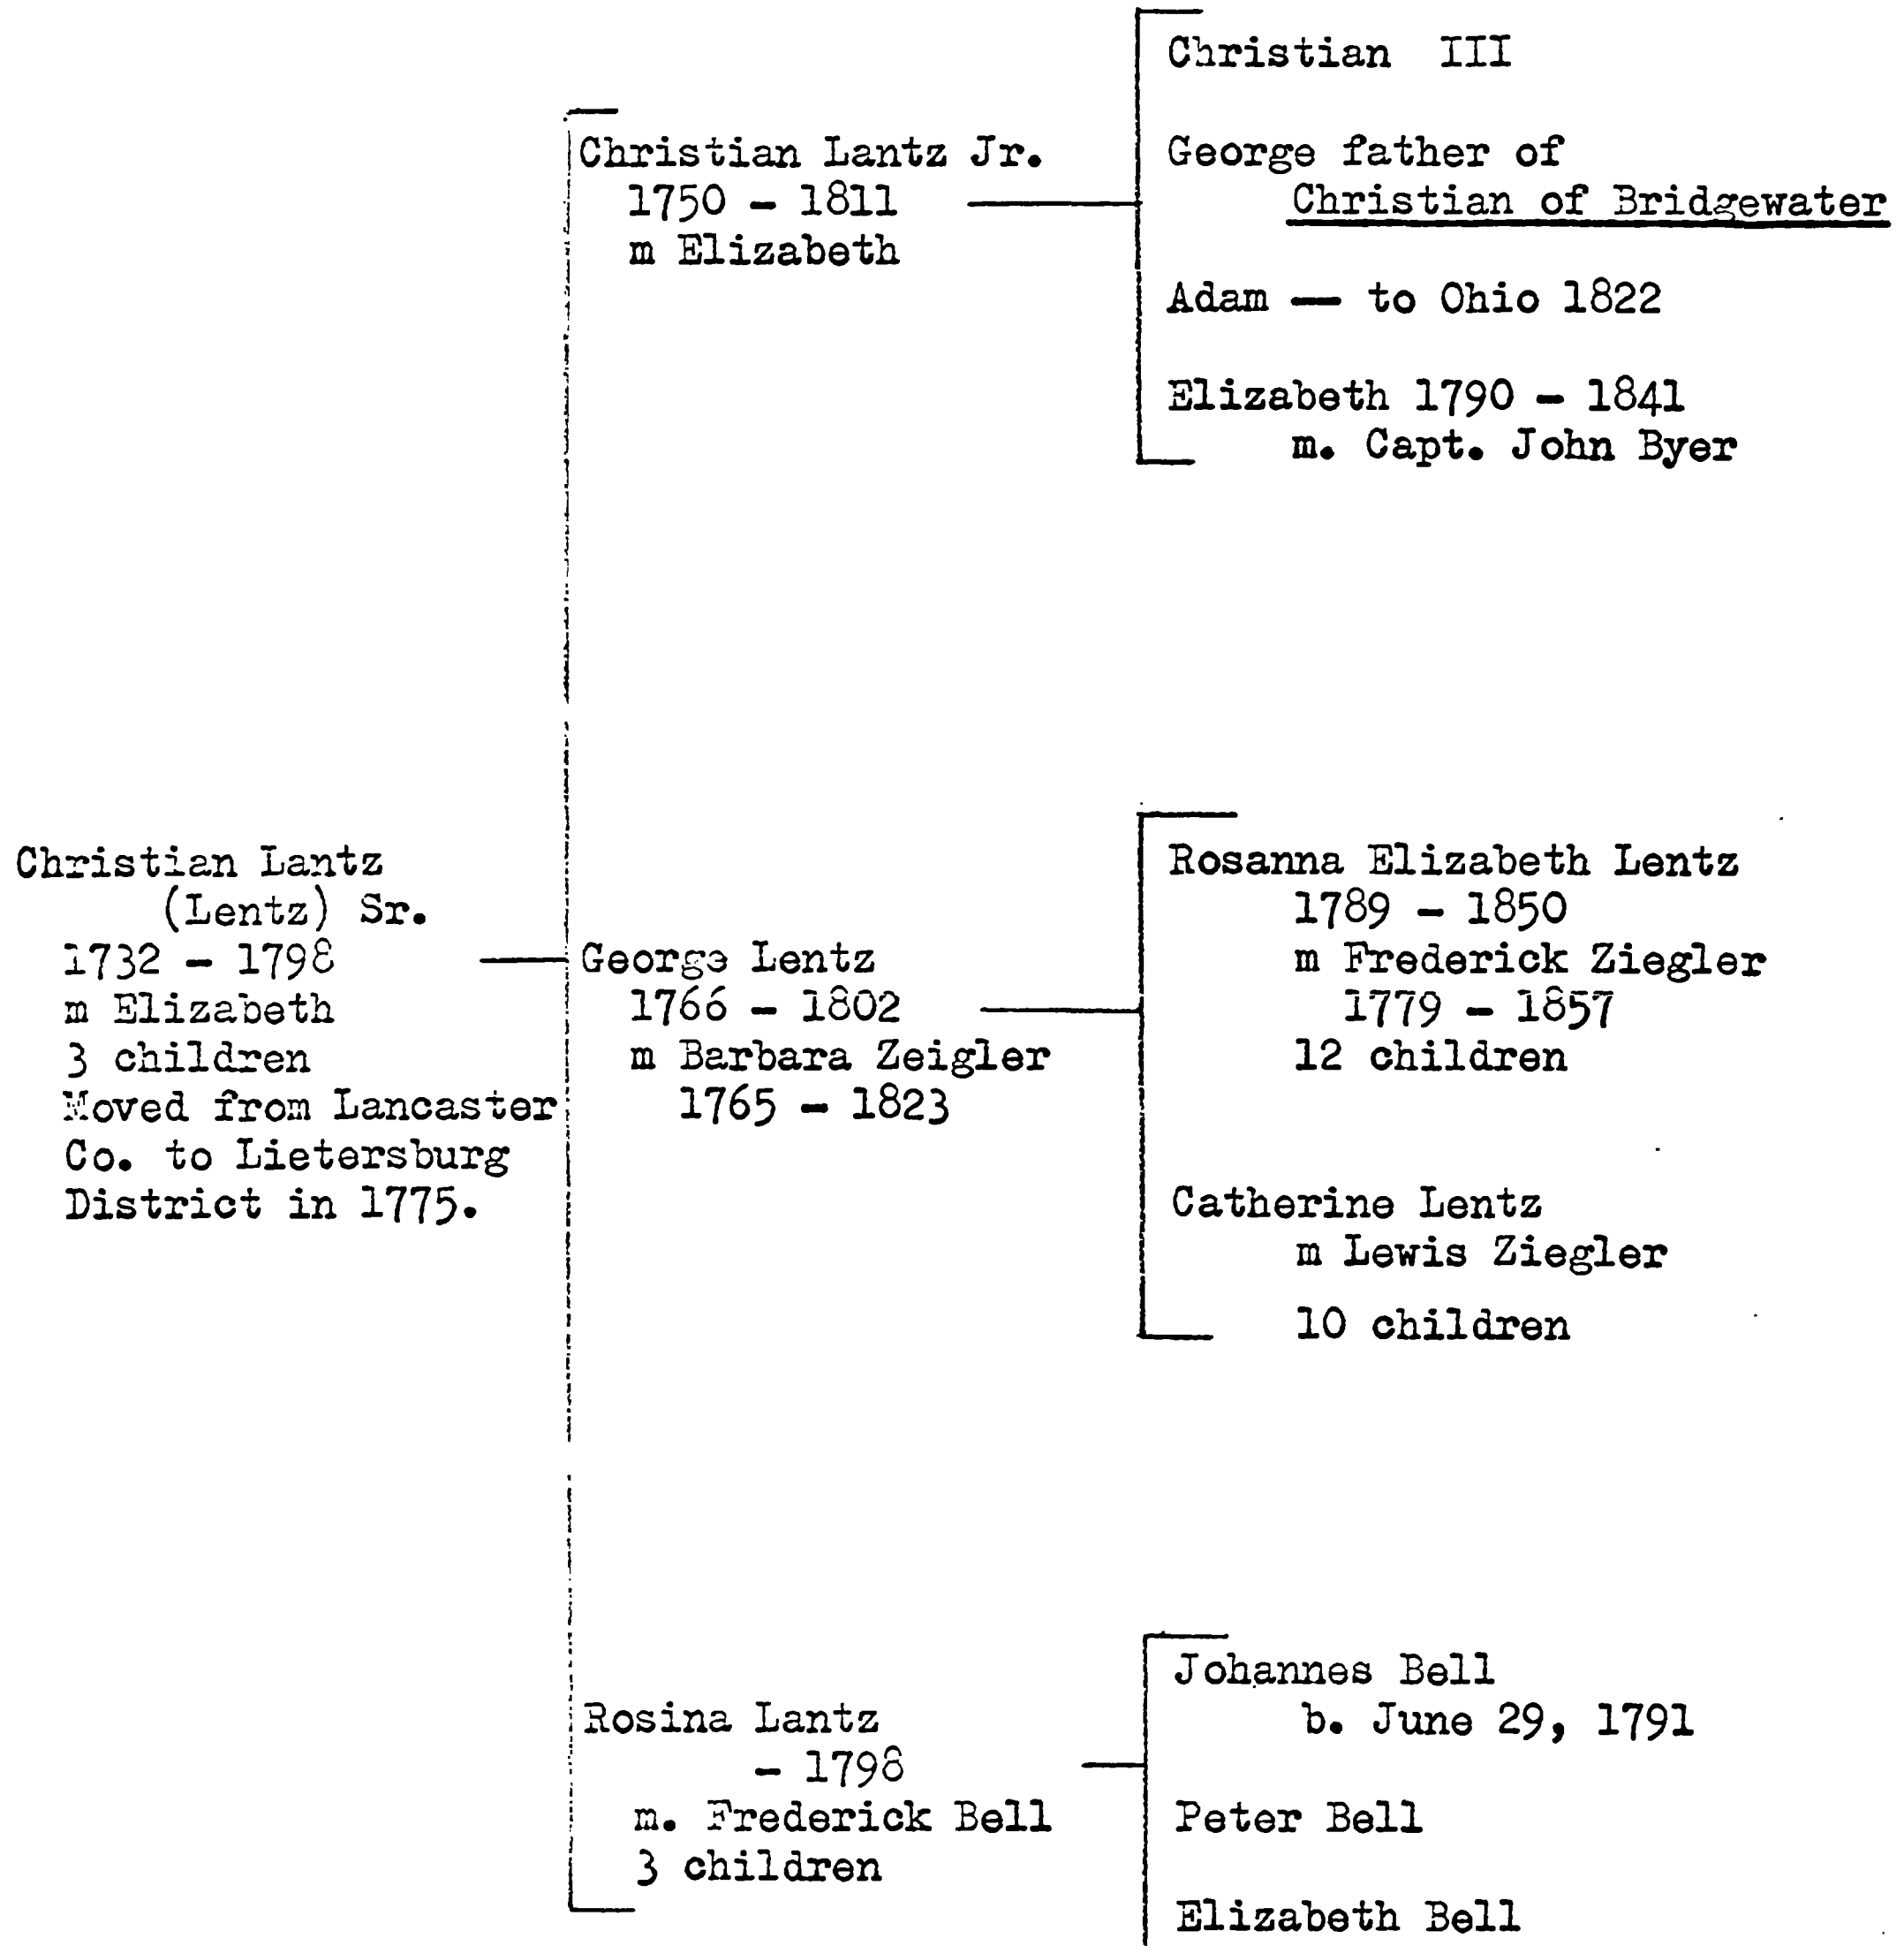 Christian Lantz
(Lentz) Sr.
1732 - 1798
m Elizabeth
3 children
Moved from Lancaster
Co. to Lietersburg
District in 1775.
Christian Lantz Jr.
1750 - 1811
m Elizabeth
Christian III
George father of
Christian of Bridgewater
Adam — to Ohio 1822
Elizabeth 1790 - 1841
m. Capt. John Byer
George Lentz
1766 - 1802
m Barbara Zeigler
1765 - 1823
Rosanna Elizabeth Lentz
1789 - 1850
m Frederick Ziegler
1779 - 1857
12 children
Catherine Lentz
m Lewis Ziegler
10 children
Rosina Lantz
- 1798
m. Frederick Bell
3 children
Johannes Bell
b. June 29, 1791
Peter Bell
Elizabeth Bell